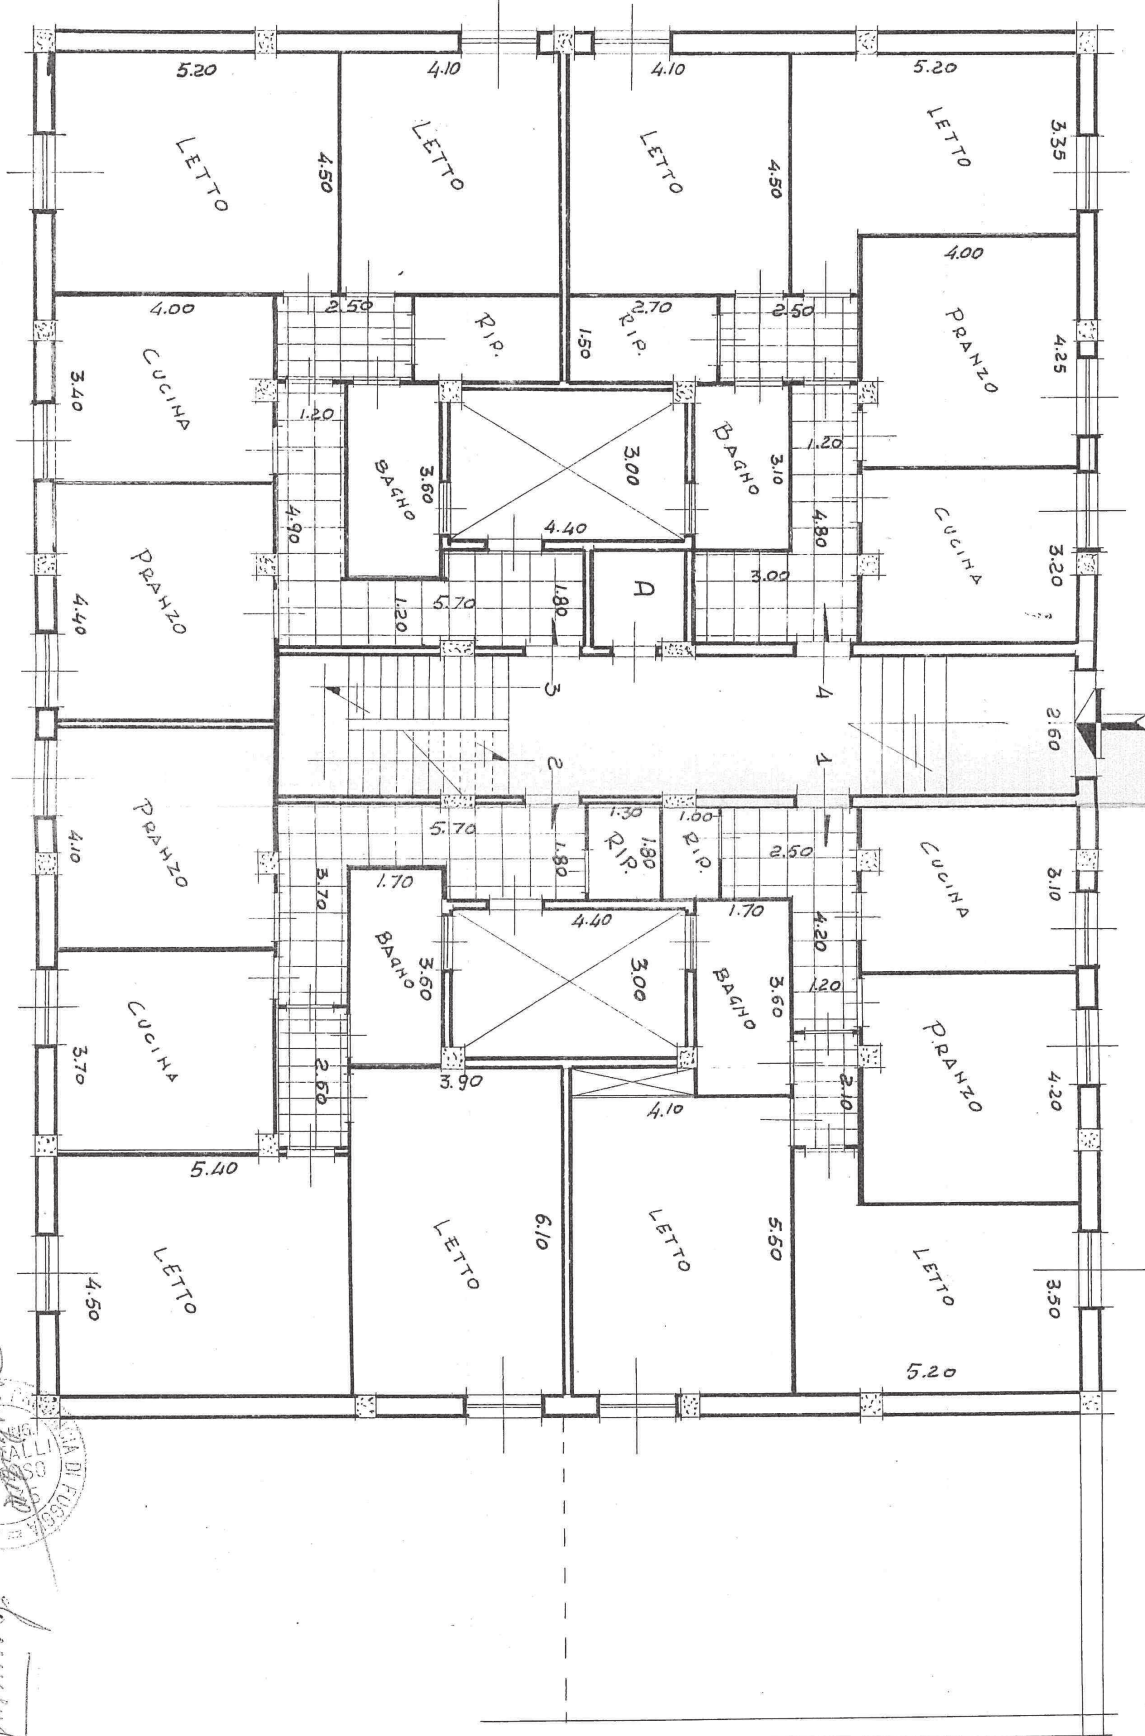 5.20
4.10
4.10
5.20
LETTO
4.50
LETTO
LETTO
4.50
LETTO
3.35
4.00
2.50
RIP.
2.70
RIP.
1.50
2.50
4.00
PRANZO
4.25
CUCINA
3.40
1.20
BAGNO
3.60
3.00
4.40
BAGNO
3.10
1.20
4.90
4.80
CUCINA
3.20
PRANZO
4.40
1.20
5.70
1.80
A
3.00
3
4
2
1
2.60
PRANZO
4.10
5.70
1.80
1.30
RIP.
1.80
1.00
RIP.
2.50
CUCINA
3.10
3.70
1.70
BAGNO
3.60
4.40
3.00
1.70
BAGNO
3.60
4.20
1.20
CUCINA
3.70
2.60
3.90
4.10
2.10
PRANZO
4.20
5.40
LETTO
4.50
LETTO
6.10
LETTO
5.50
LETTO
3.50
5.20
DI FOGGIA